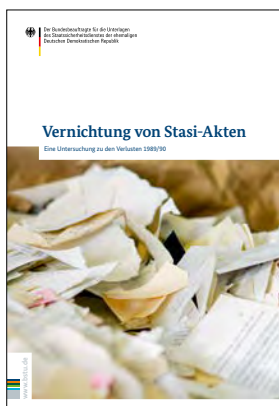 Der Bundesbeauftragte für die Unterlagen
des Staatssicherheitsdienstes der ehemaligen
Deutschen Demokratischen Republik
Vernichtung von Stasi-Akten
Eine Untersuchung zu den Verlusten 1989/90
www.bstu.de